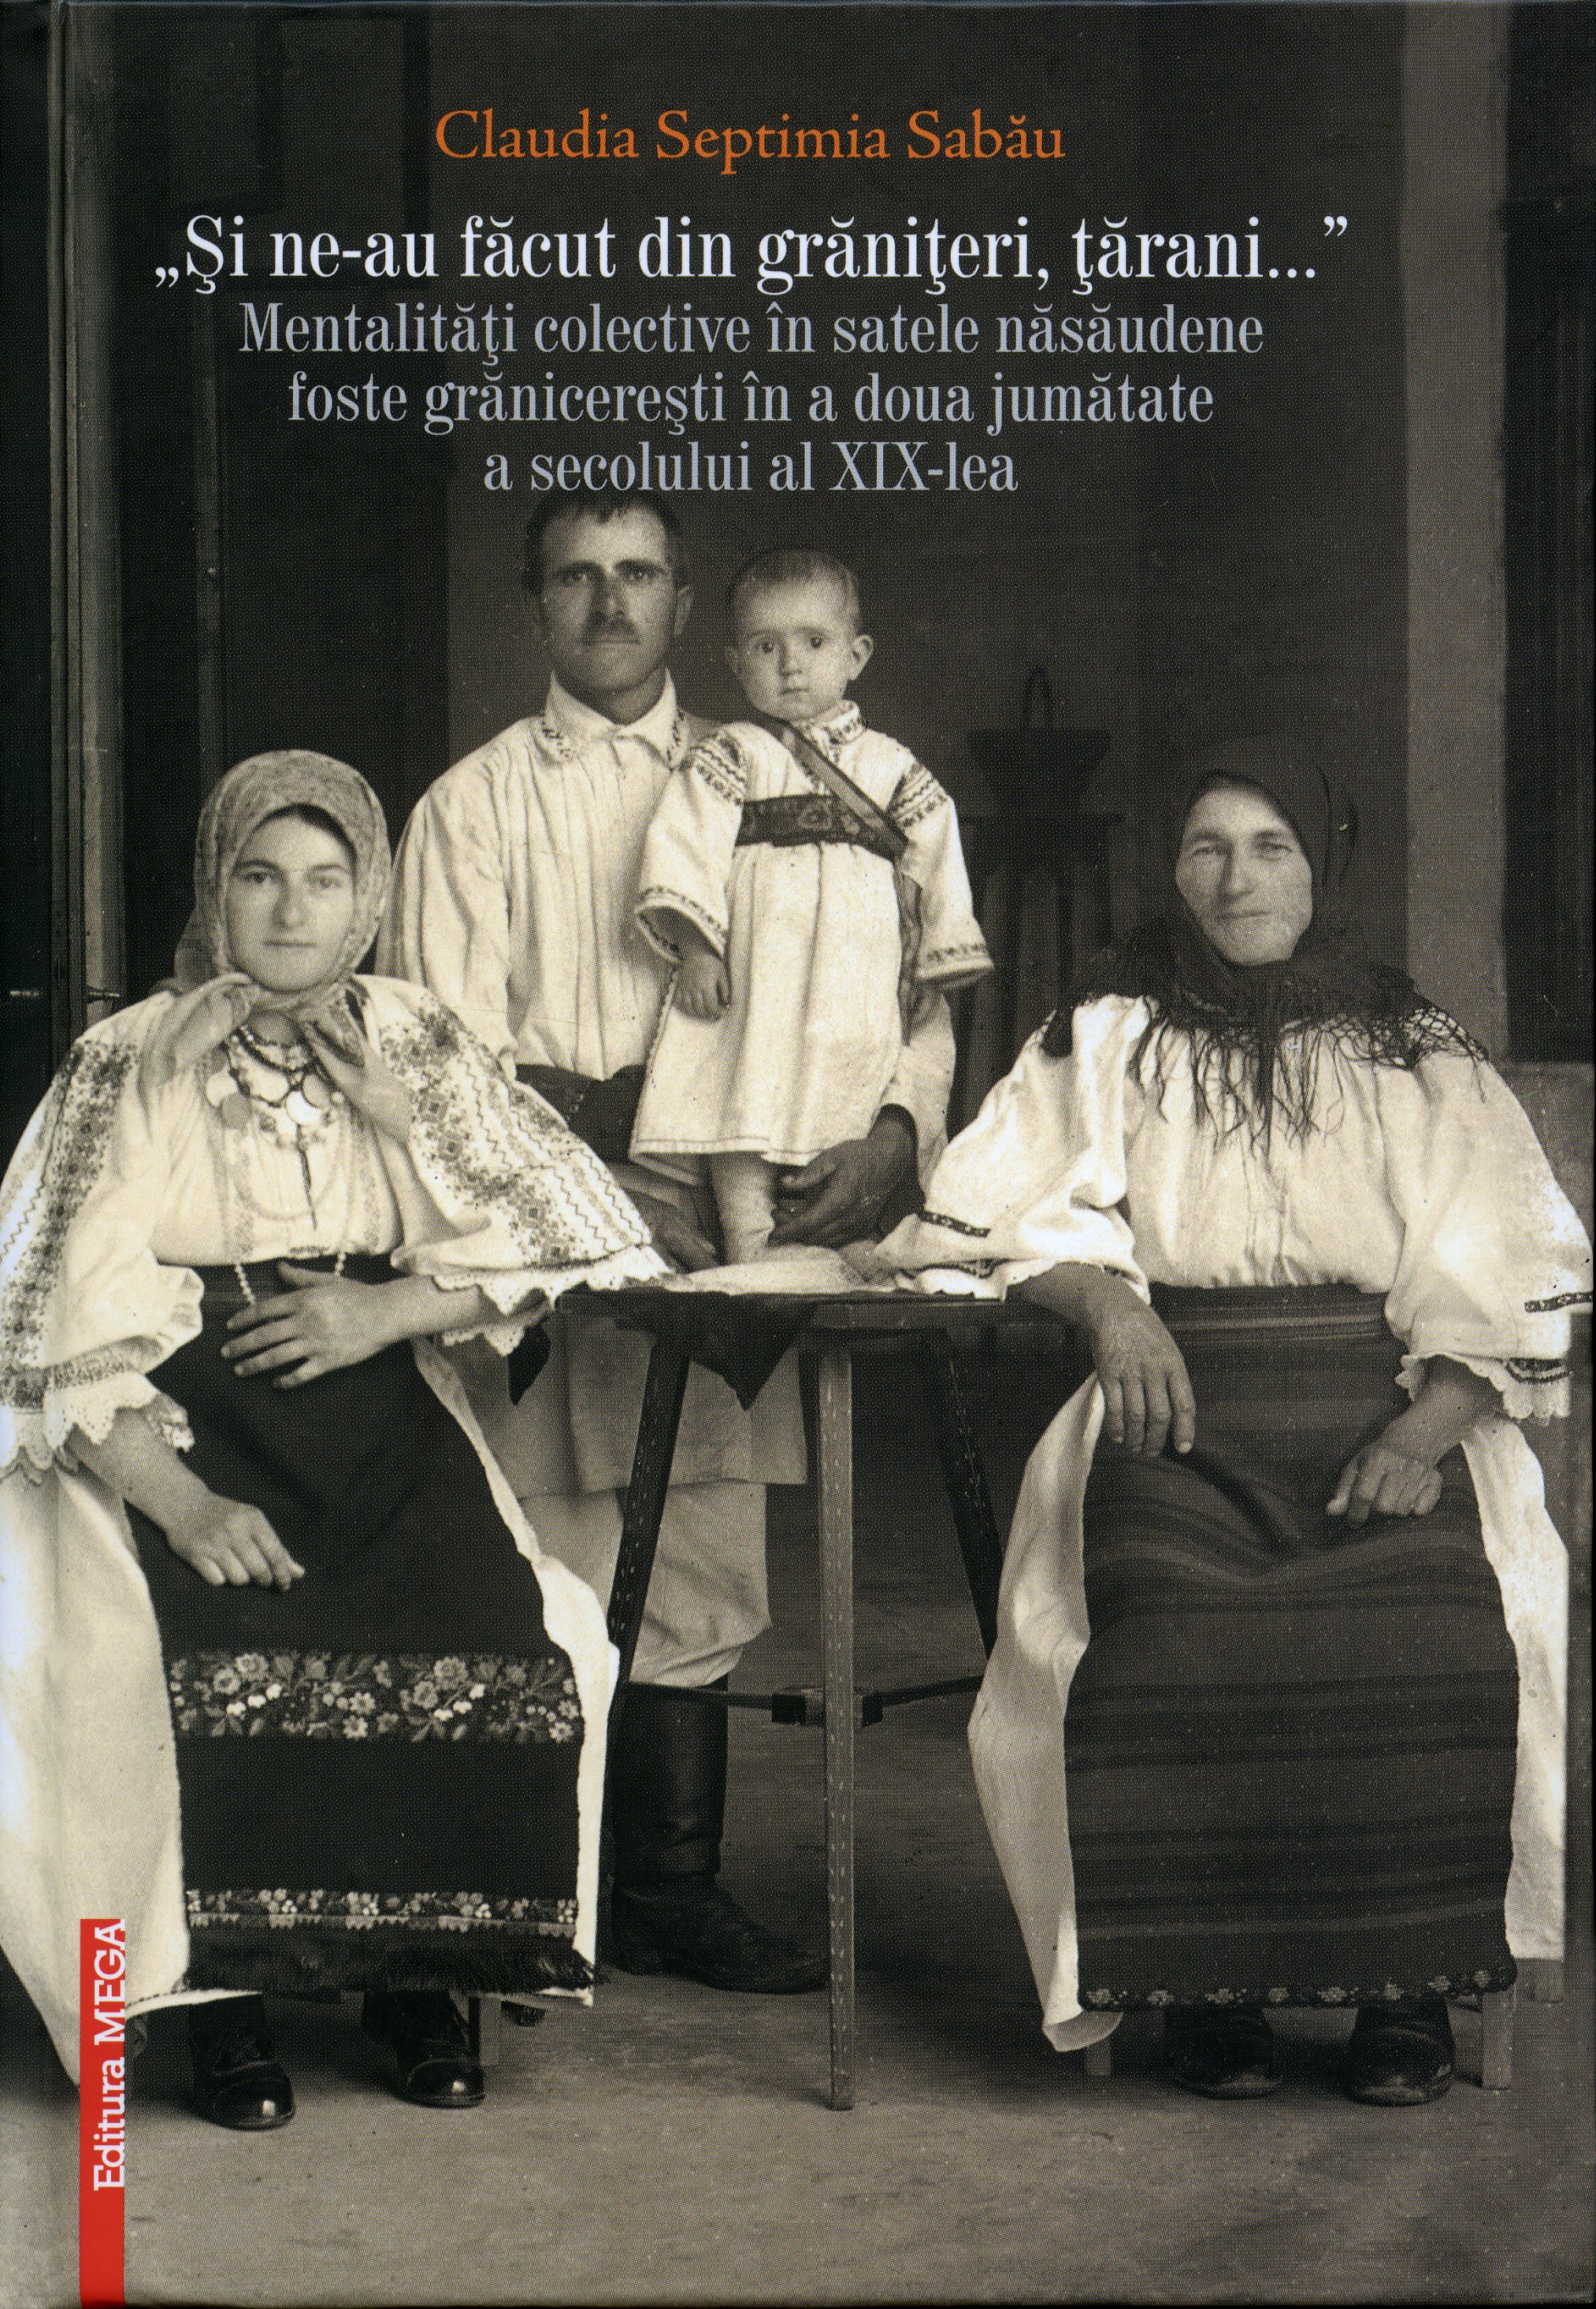 Claudia Septimia Sabău
„Şi ne-au făcut din grăniţeri, ţărani...”
Mentalităţi colective în satele năsăudene
foste grănicereşti în a doua jumătate
a secolului al XIX-lea
Editura MEGA